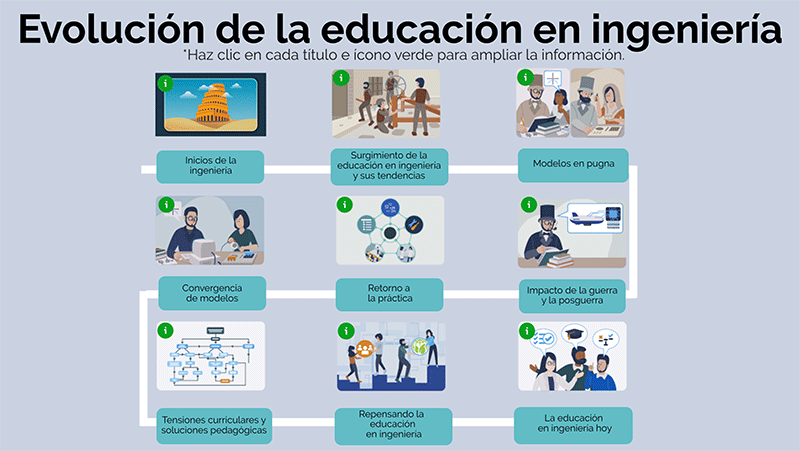 Evolución de la educación en ingeniería
*Haz clic en cada título e ícono verde para ampliar la información.
Inicios de la
ingeniería
Surgimiento de la
educación en ingeniería
y sus tendencias
Modelos en pugna
Convergencia
de modelos
Retorno a
la práctica
Impacto de la guerra
y la posguerra
Tensiones curriculares y
soluciones pedagógicas
Repensando la
educación
en ingeniería
La educación
en ingeniería hoy